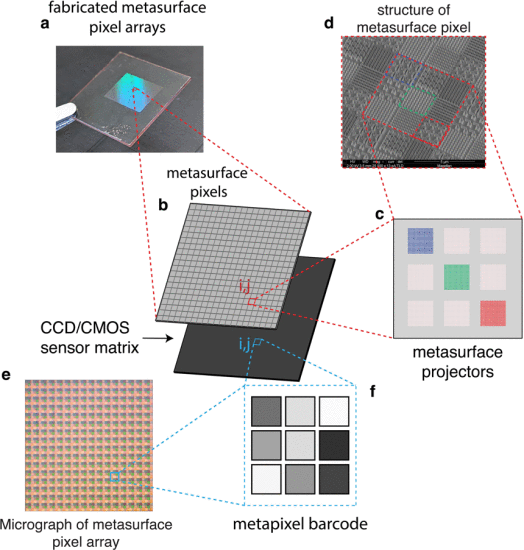 a
fabricated metasurface
pixel arrays
d
structure of
metasurface pixel
metasurface
pixels
b
i,j
i,j
CCD/CMOS
sensor matrix
c
metasurface
projectors
e
Micrograph of metasurface
pixel array
f
metapixel barcode